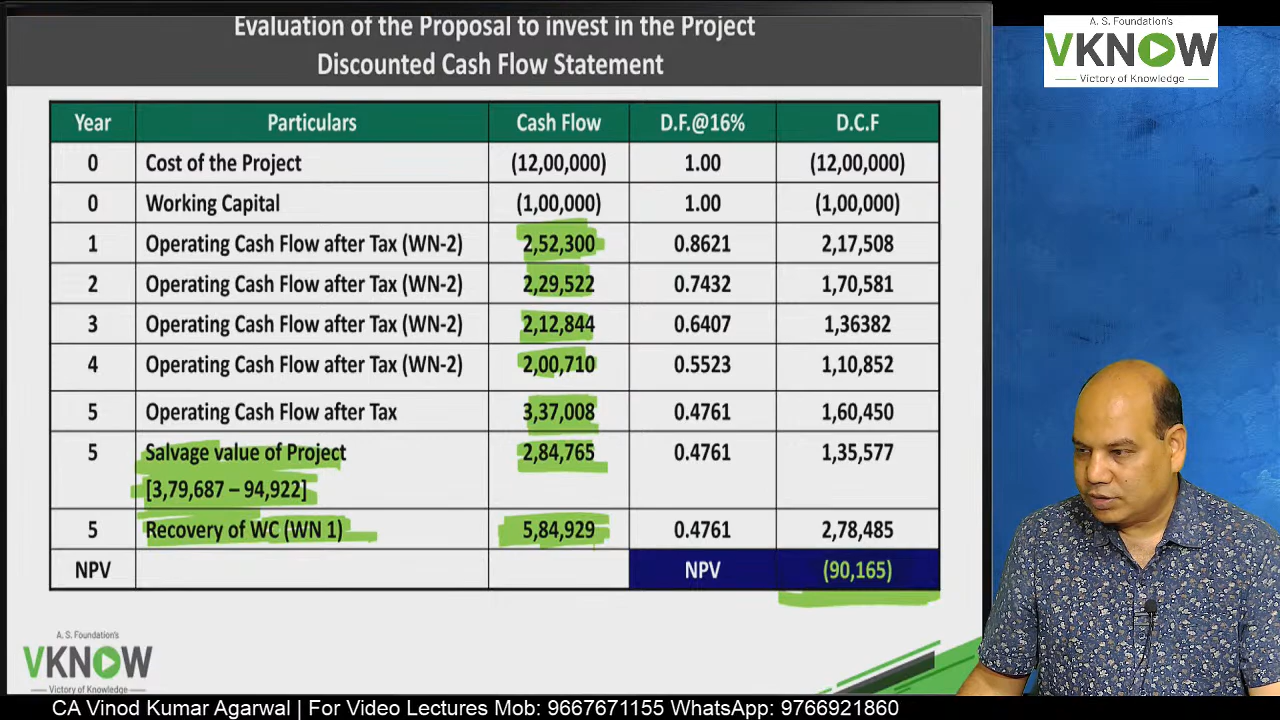 Evaluation of the Proposal to invest in the Project
Discounted Cash Flow Statement
A. S. Foundation's
VKNOW
Victory of Knowledge
Year Particulars Cash Flow D.F.@16% D.C.F
0 Cost of the Project (12,00,000) 1.00 (12,00,000)
0 Working Capital (1,00,000) 1.00 (1,00,000)
1 Operating Cash Flow after Tax (WN-2) 2,52,300 0.8621 2,17,508
2 Operating Cash Flow after Tax (WN-2) 2,29,522 0.7432 1,70,581
3 Operating Cash Flow after Tax (WN-2) 2,12,844 0.6407 1,36382
4 Operating Cash Flow after Tax (WN-2) 2,00,710 0.5523 1,10,852
5 Operating Cash Flow after Tax 3,37,008 0.4761 1,60,450
5 Salvage value of Project 2,84,765 0.4761 1,35,577
[3,79,687 – 94,922]
5 Recovery of WC (WN 1) 5,84,929 0.4761 2,78,485
NPV NPV (90,165)
A. S. Foundation's
VKNOW
Victory of Knowledge
CA Vinod Kumar Agarwal | For Video Lectures Mob: 9667671155 WhatsApp: 9766921860